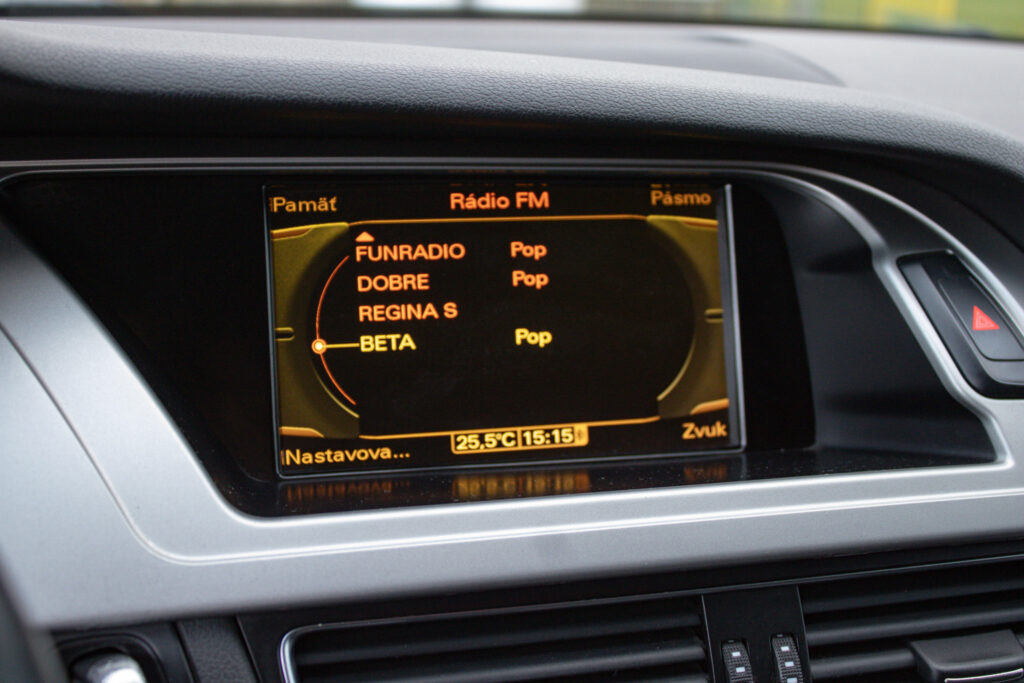 Pamäť Rádio FM Pásmo
FUNRADIO Pop
DOBRE Pop
REGINA S
BETA Pop
25,5°C 15:15
Nastavova... Zvuk